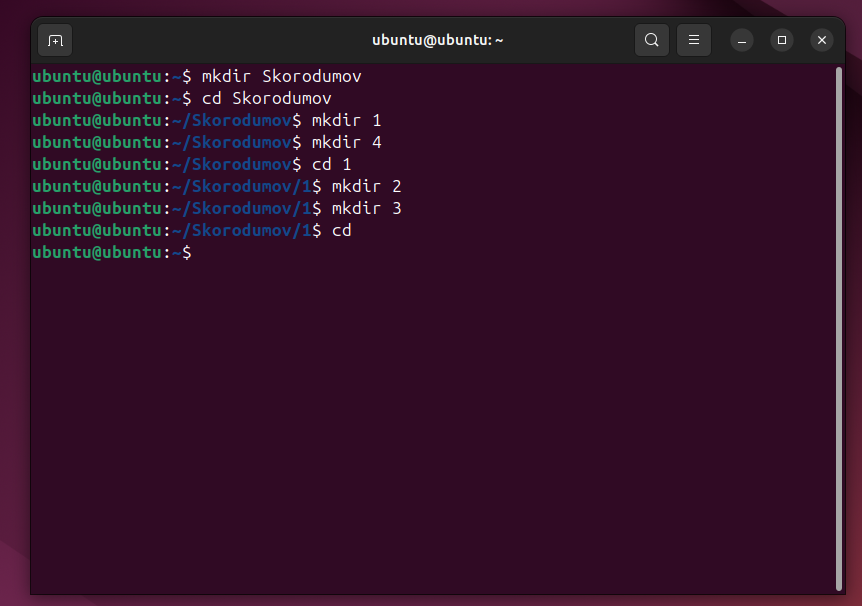 ubuntu@ubuntu: ~
ubuntu@ubuntu:~$ mkdir Skorodumov
ubuntu@ubuntu:~$ cd Skorodumov
ubuntu@ubuntu:~/Skorodumov$ mkdir 1
ubuntu@ubuntu:~/Skorodumov$ mkdir 4
ubuntu@ubuntu:~/Skorodumov$ cd 1
ubuntu@ubuntu:~/Skorodumov/1$ mkdir 2
ubuntu@ubuntu:~/Skorodumov/1$ mkdir 3
ubuntu@ubuntu:~/Skorodumov/1$ cd
ubuntu@ubuntu:~$